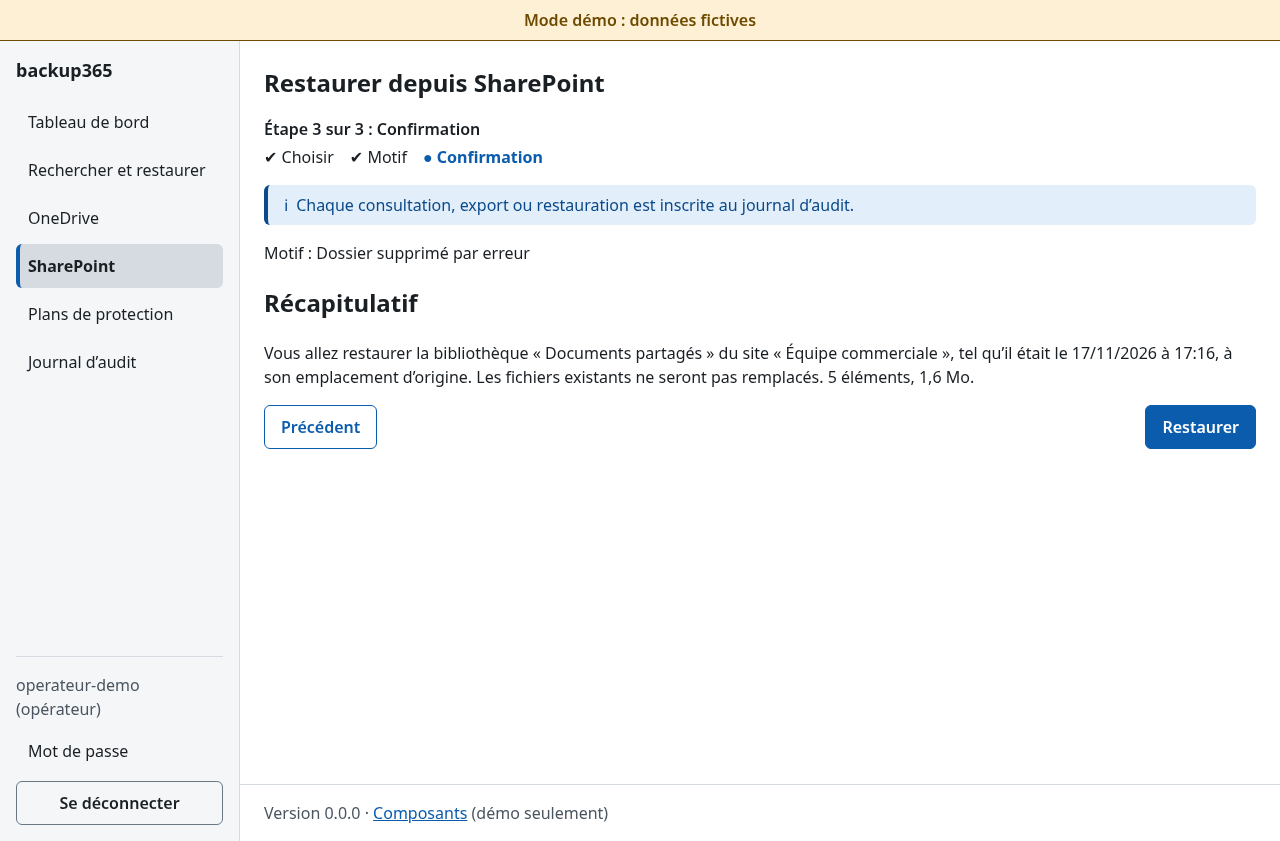 Mode démo : données fictives
backup365
Tableau de bord
Rechercher et restaurer
OneDrive
SharePoint
Plans de protection
Journal d’audit
operateur-demo
(opérateur)
Mot de passe
Se déconnecter
Restaurer depuis SharePoint
Étape 3 sur 3 : Confirmation
✔ Choisir ✔ Motif ● Confirmation
i Chaque consultation, export ou restauration est inscrite au journal d’audit.
Motif : Dossier supprimé par erreur
Récapitulatif
Vous allez restaurer la bibliothèque « Documents partagés » du site « Équipe commerciale », tel qu’il était le 17/11/2026 à 17:16, à
son emplacement d’origine. Les fichiers existants ne seront pas remplacés. 5 éléments, 1,6 Mo.
Précédent
Restaurer
Version 0.0.0 · Composants (démo seulement)